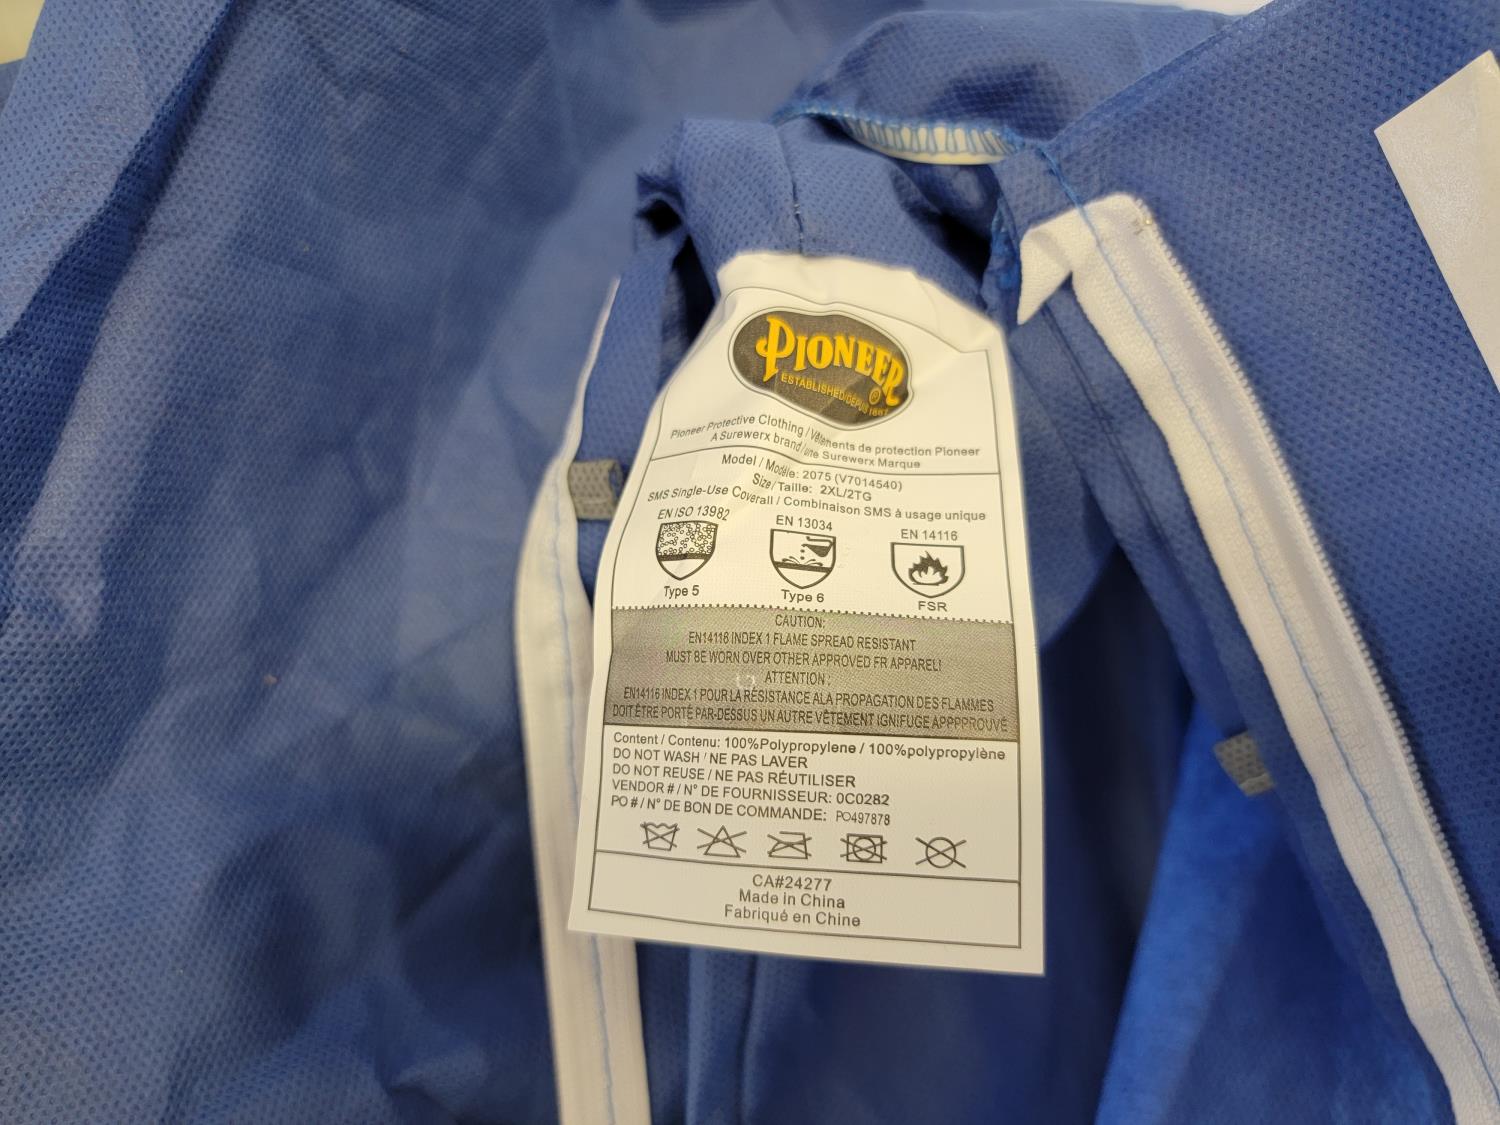 PIONEER®
ESTABLISHED/DEPUIS 1887
Pioneer Protective Clothing / Vêtements de protection Pioneer
A Surewerx brand/une Surewerx Marque
Model / Modèle: 2075 (V7014540)
Size/Taille: 2XL/2TG
SMS Single-Use Coverall / Combinaison SMS à usage unique
EN ISO 13982 EN 13034 EN 14116
Type 5 Type 6 FSR
CAUTION:
EN14116 INDEX 1 FLAME SPREAD RESISTANT
MUST BE WORN OVER OTHER APPROVED FR APPAREL!
ATTENTION :
EN14116 INDEX 1 POUR LA RÉSISTANCE ALA PROPAGATION DES FLAMMES
DOIT ÊTRE PORTÉ PAR-DESSUS UN AUTRE VÊTEMENT IGNIFUGE APPPPROUVÉ
Content / Contenu: 100%Polypropylene / 100%polypropylène
DO NOT WASH / NE PAS LAVER
DO NOT REUSE / NE PAS RÉUTILISER
VENDOR # / N° DE FOURNISSEUR: 0C0282
PO # / N° DE BON DE COMMANDE: PO497878
CA#24277
Made in China
Fabriqué en Chine